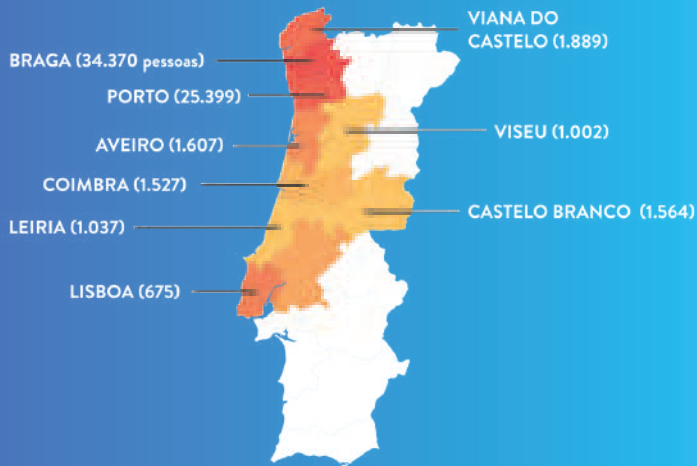 VIANA DO
CASTELO (1.889)
BRAGA (34.370 pessoas)
PORTO (25.399)
VISEU (1.002)
AVEIRO (1.607)
COIMBRA (1.527)
CASTELO BRANCO (1.564)
LEIRIA (1.037)
LISBOA (675)